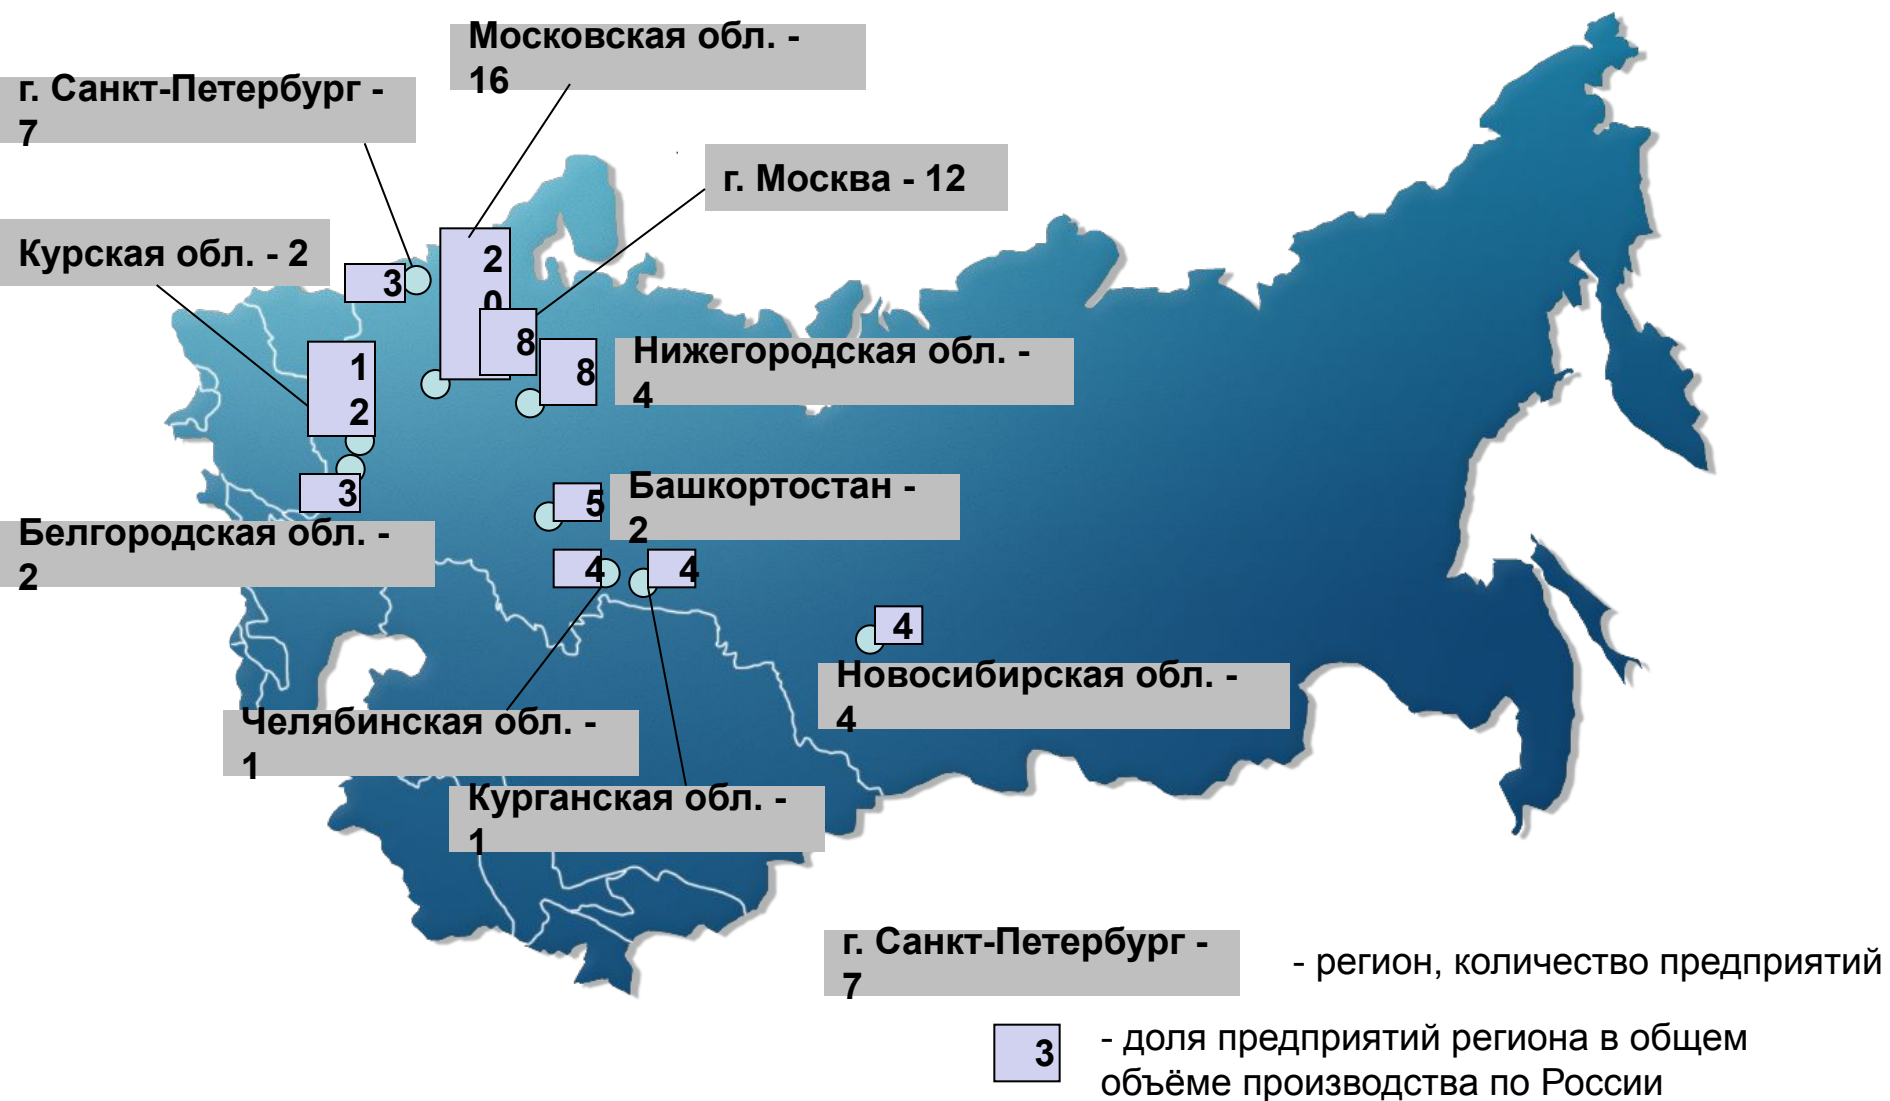 Московская обл. -
16
г. Санкт-Петербург -
7
г. Москва - 12
Курская обл. - 2
3
2
0
8
8
Нижегородская обл. -
4
1
2
3
5
Башкортостан -
2
Белгородская обл. -
2
4
4
4
Новосибирская обл. -
4
Челябинская обл. -
1
Курганская обл. -
1
г. Санкт-Петербург -
7
- регион, количество предприятий
3
- доля предприятий региона в общем
объёме производства по России